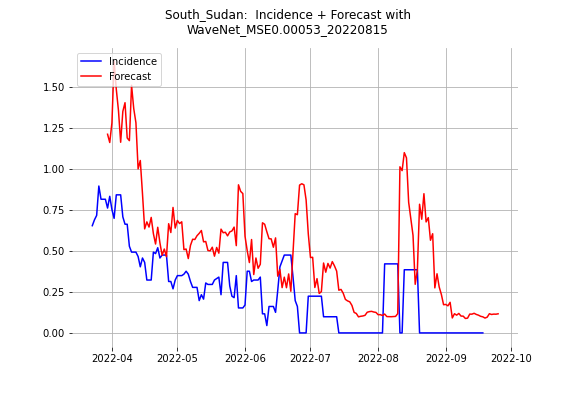 South_Sudan:  Incidence + Forecast with
WaveNet_MSE0.00053_20220815
Incidence
Forecast
1.50
1.25
1.00
0.75
0.50
0.25
0.00
2022-04 2022-05 2022-06 2022-07 2022-08 2022-09 2022-10